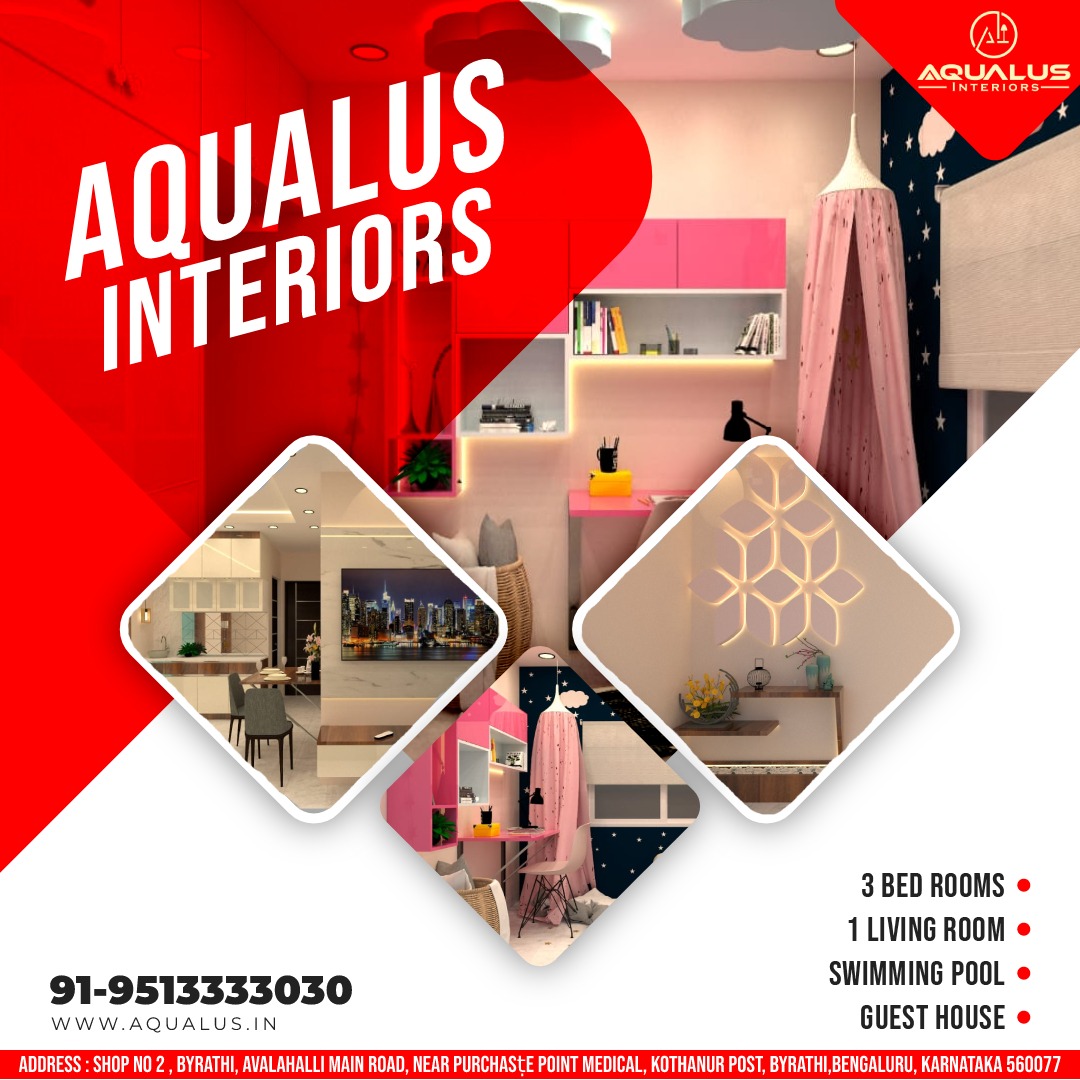 AQUALUS
INTERIORS
AQUALUS
INTERIORS
3 BED ROOMS
1 LIVING ROOM
SWIMMING POOL
GUEST HOUSE
91-9513333030
WWW.AQUALUS.IN
ADDRESS : SHOP NO 2 , BYRATHI, AVALAHALLI MAIN ROAD, NEAR PURCHASTE POINT MEDICAL, KOTHANUR POST, BYRATHI,BENGALURU, KARNATAKA 560077